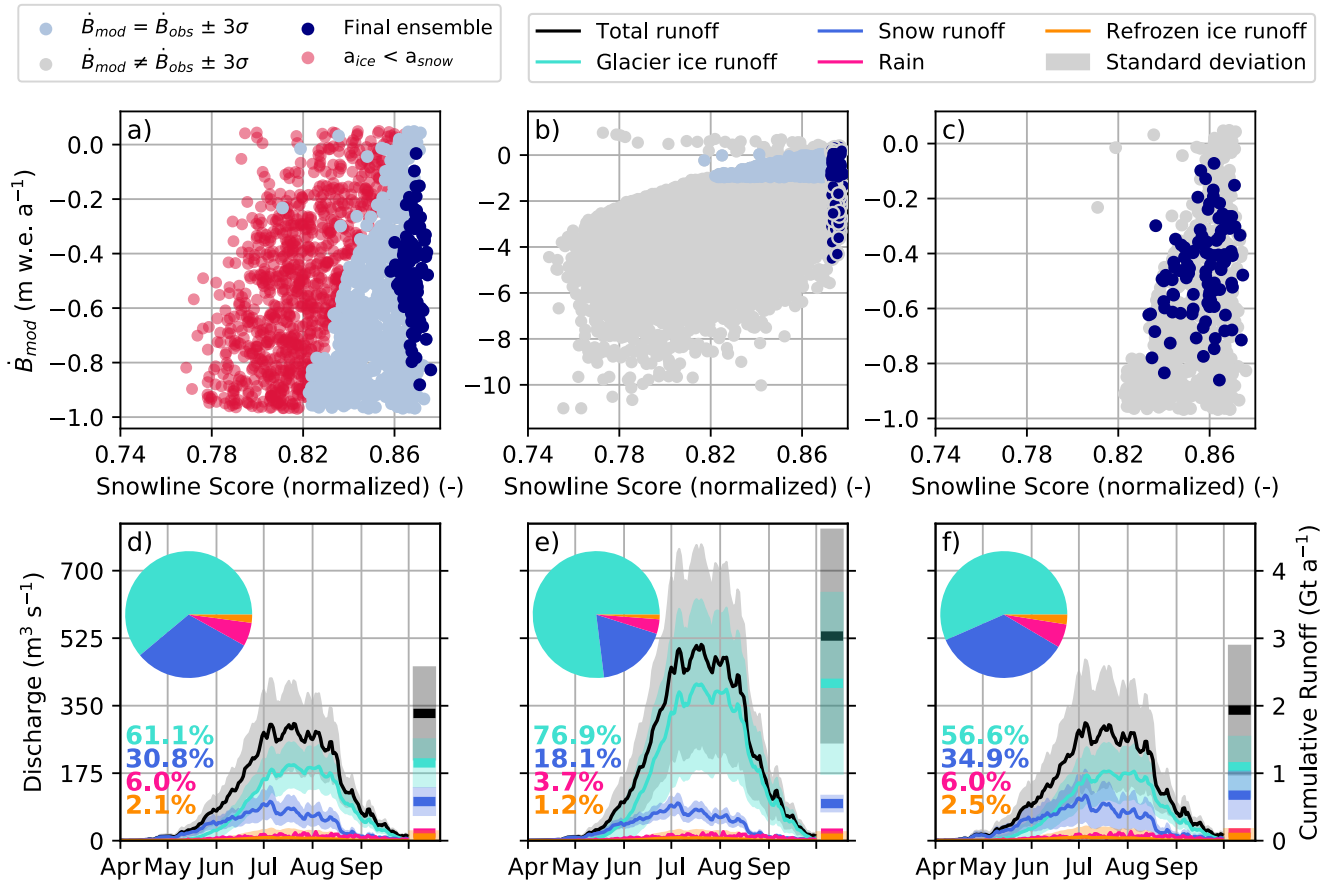 Ḃmod = Ḃobs ± 3σ
Final ensemble
Ḃmod ≠ Ḃobs ± 3σ
aice < asnow
Total runoff
Snow runoff
Refrozen ice runoff
Glacier ice runoff
Rain
Standard deviation
a)
b)
c)
Ḃmod (m w.e. a⁻¹)
0.0
−0.2
−0.4
−0.6
−0.8
−1.0
0
−2
−4
−6
−8
−10
0.0
−0.2
−0.4
−0.6
−0.8
−1.0
0.74 0.78 0.82 0.86
0.74 0.78 0.82 0.86
0.74 0.78 0.82 0.86
Snowline Score (normalized) (-)
Snowline Score (normalized) (-)
Snowline Score (normalized) (-)
d)
e)
f)
Discharge (m³ s⁻¹)
700
525
350
175
0
61.1%
30.8%
6.0%
2.1%
76.9%
18.1%
3.7%
1.2%
56.6%
34.9%
6.0%
2.5%
4
3
2
1
0
Cumulative Runoff (Gt a⁻¹)
Apr May Jun Jul Aug Sep
Apr May Jun Jul Aug Sep
Apr May Jun Jul Aug Sep